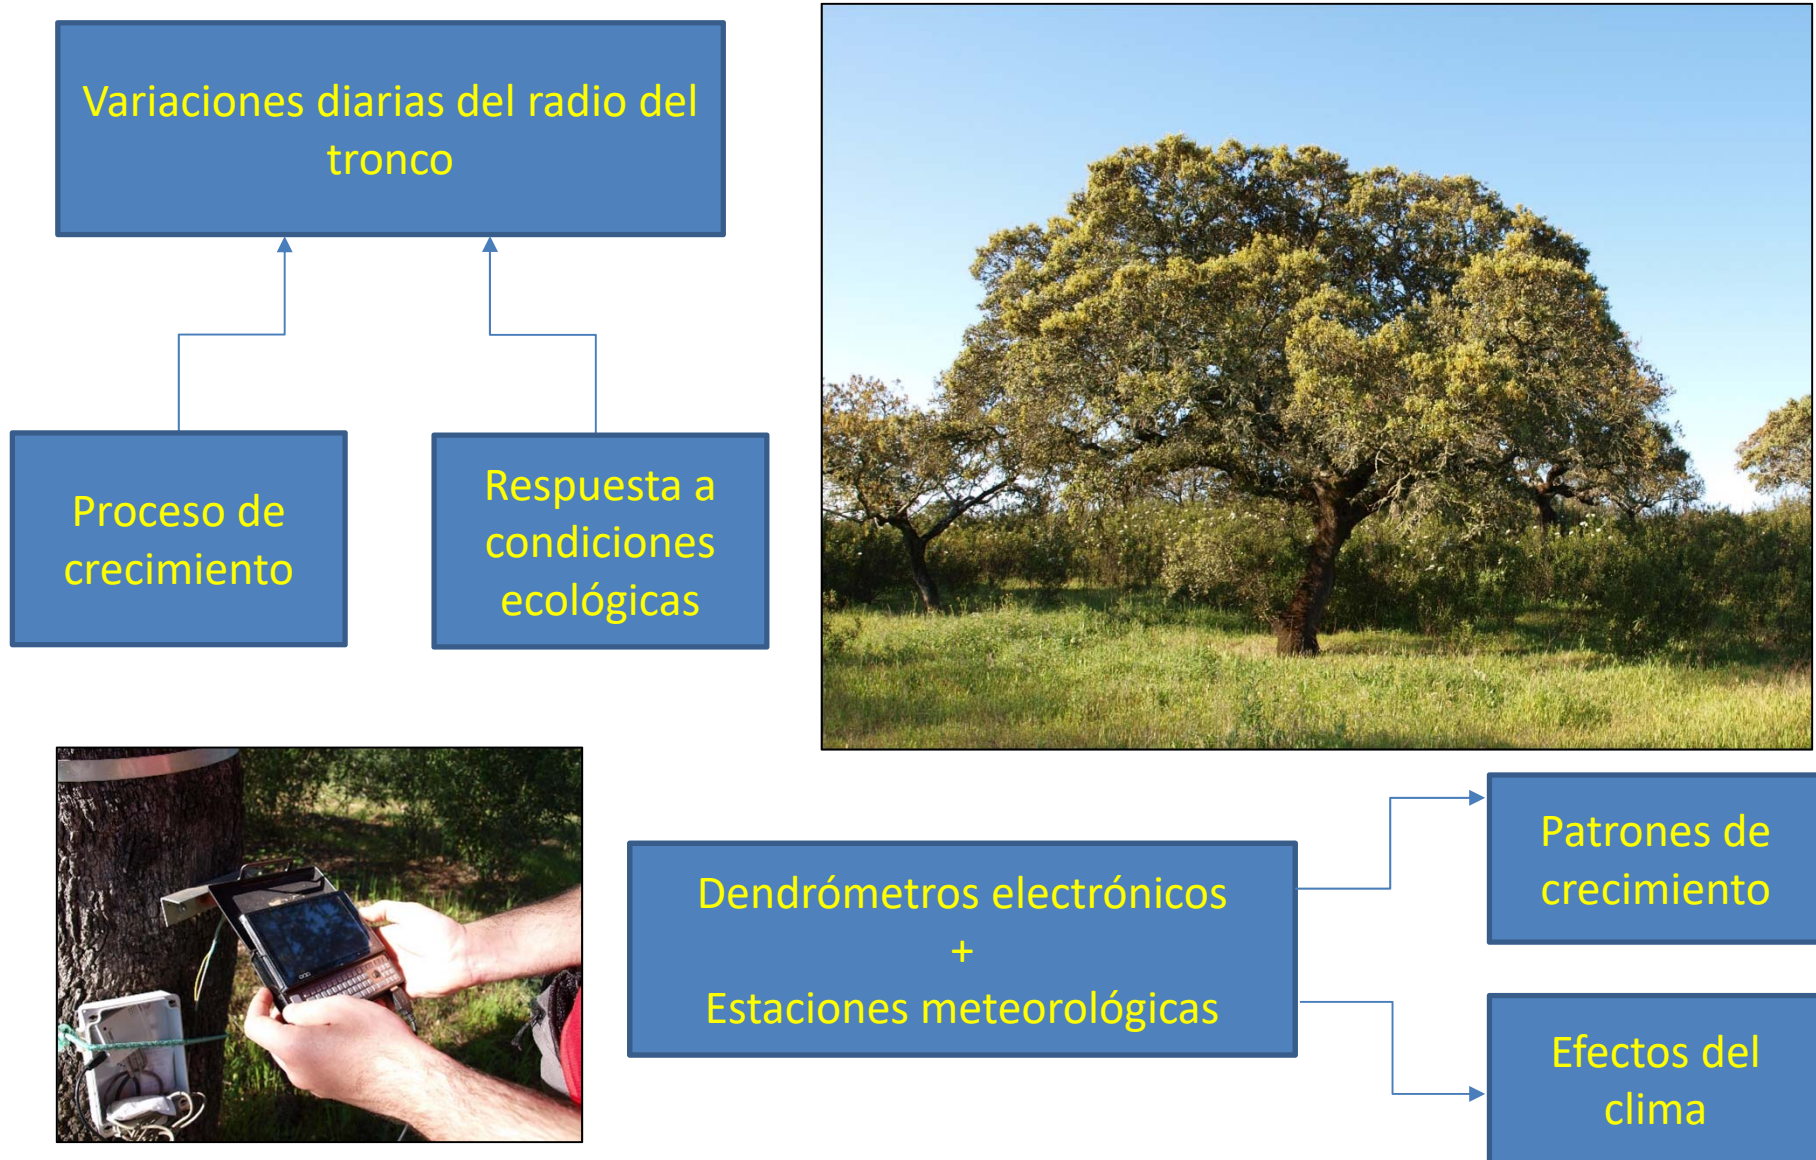 Variaciones diarias del radio del
tronco
Proceso de
crecimiento
Respuesta a
condiciones
ecológicas
Dendrómetros electrónicos
+
Estaciones meteorológicas
Patrones de
crecimiento
Efectos del
clima